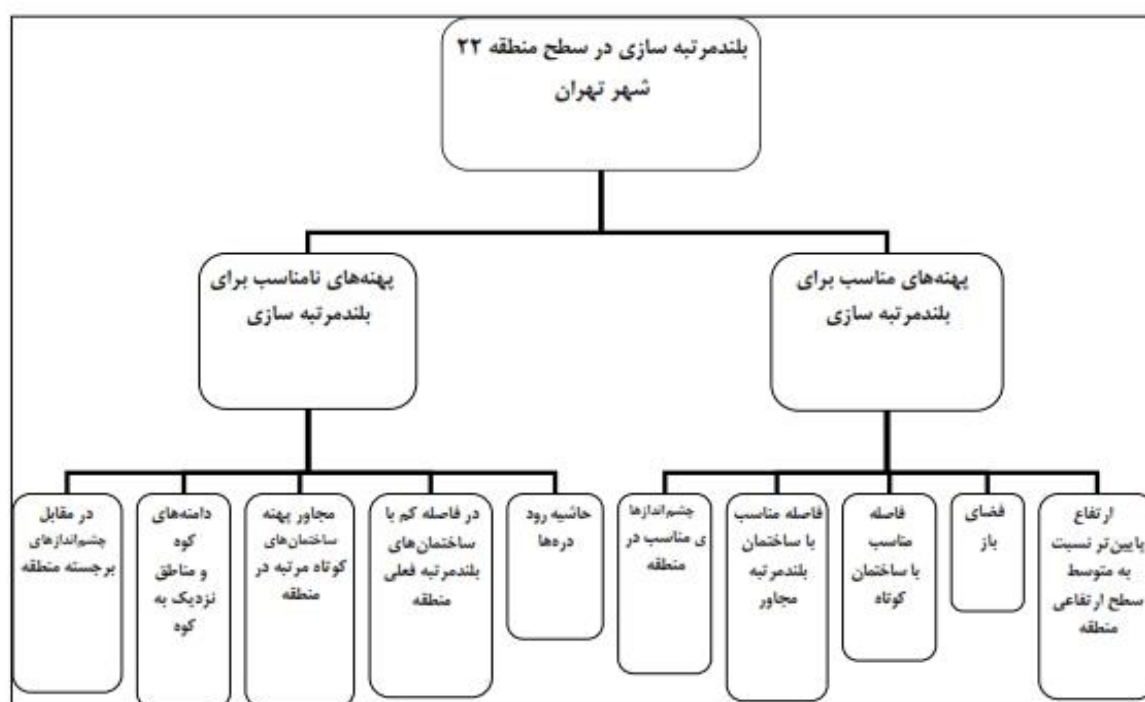 بلندمرتبه سازی در سطح منطقه ۲۲
شهر تهران
پهنه‌های مناسب برای
بلندمرتبه سازی
پهنه‌های نامناسب برای
بلندمرتبه سازی
ارتفاع
پایین‌تر نسبت
به متوسط
سطح ارتفاعی
منطقه
فضای
باز
فاصله
مناسب
با ساختمان
کوتاه
فاصله مناسب
با ساختمان
بلندمرتبه
مجاور
چشم‌اندازها
ی مناسب در
منطقه
حاشیه رود
دره‌ها
در فاصله کم با
ساختمان‌های
بلندمرتبه فعلی
منطقه
مجاور پهنه
ساختمان‌های
کوتاه مرتبه در
منطقه
دامنه‌های
کوه
و مناطق
نزدیک به
کوه
در مقابل
چشم‌اندازهای
برجسته منطقه